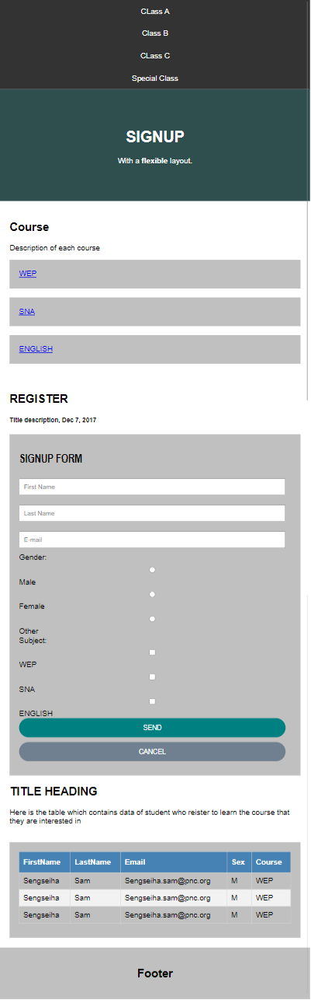 CLass A
Class B
CLass C
Special Class
SIGNUP
With a flexible layout.
Course
Description of each course
WEP
SNA
ENGLISH
REGISTER
Title description, Dec 7, 2017
SIGNUP FORM
First Name
Last Name
E-mail
Gender:
Male
Female
Other
Subject:
WEP
SNA
ENGLISH
SEND
CANCEL
TITLE HEADING
Here is the table which contains data of student who reister to learn the course that
they are interested in
FirstName LastName Email Sex Course
Sengseiha Sam Sengseiha.sam@pnc.org M WEP
Sengseiha Sam Sengseiha.sam@pnc.org M WEP
Sengseiha Sam Sengseiha.sam@pnc.org M WEP
Footer